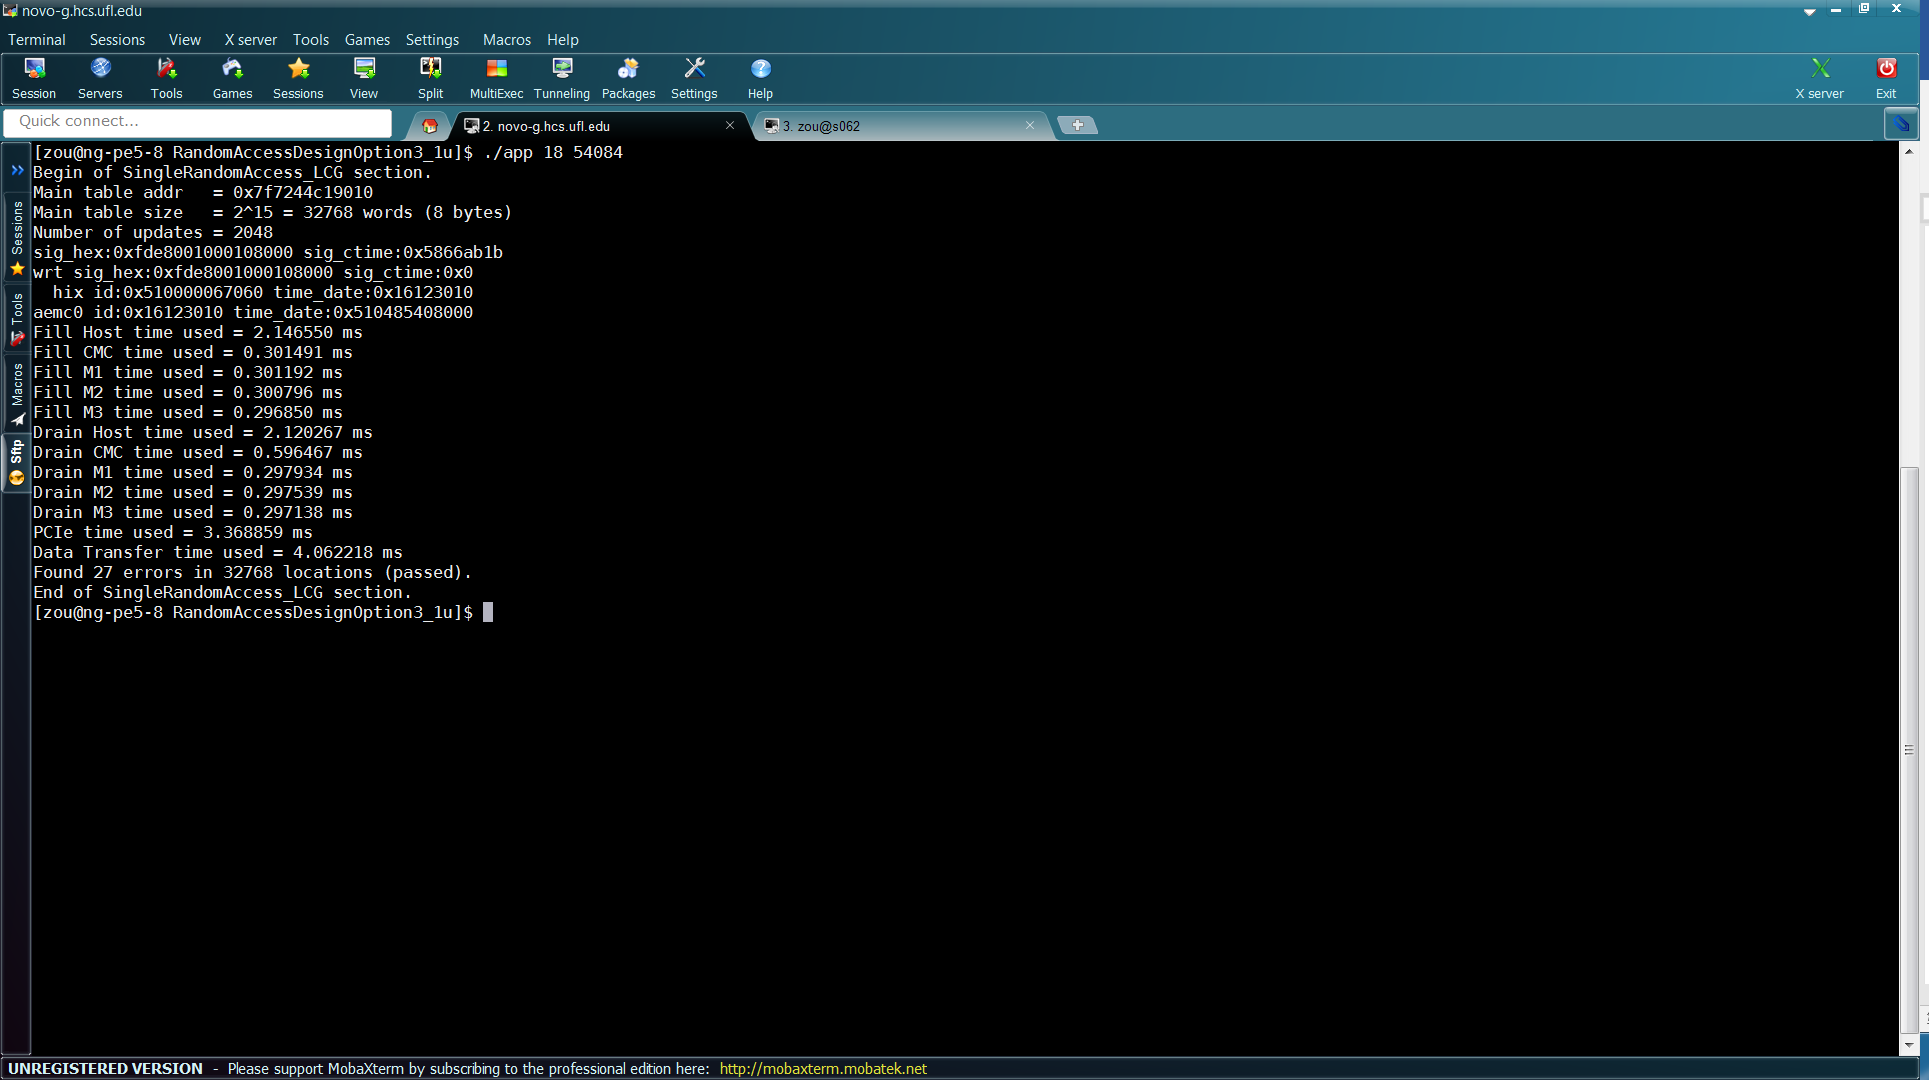 novo-g.hcs.ufl.edu
Terminal Sessions View X server Tools Games Settings Macros Help
Session Servers Tools Games Sessions View Split MultiExec Tunneling Packages Settings Help X server Exit
Quick connect...
2. novo-g.hcs.ufl.edu
3. zou@s062
Sessions
Tools
Macros
Sftp
[zou@ng-pe5-8 RandomAccessDesignOption3_1u]$ ./app 18 54084
Begin of SingleRandomAccess_LCG section.
Main table addr   = 0x7f7244c19010
Main table size   = 2^15 = 32768 words (8 bytes)
Number of updates = 2048
sig_hex:0xfde8001000108000 sig_ctime:0x5866ab1b
wrt sig_hex:0xfde8001000108000 sig_ctime:0x0
  hix id:0x510000067060 time_date:0x16123010
aemc0 id:0x16123010 time_date:0x510485408000
Fill Host time used = 2.146550 ms
Fill CMC time used = 0.301491 ms
Fill M1 time used = 0.301192 ms
Fill M2 time used = 0.300796 ms
Fill M3 time used = 0.296850 ms
Drain Host time used = 2.120267 ms
Drain CMC time used = 0.596467 ms
Drain M1 time used = 0.297934 ms
Drain M2 time used = 0.297539 ms
Drain M3 time used = 0.297138 ms
PCIe time used = 3.368859 ms
Data Transfer time used = 4.062218 ms
Found 27 errors in 32768 locations (passed).
End of SingleRandomAccess_LCG section.
[zou@ng-pe5-8 RandomAccessDesignOption3_1u]$
UNREGISTERED VERSION - Please support MobaXterm by subscribing to the professional edition here: http://mobaxterm.mobatek.net